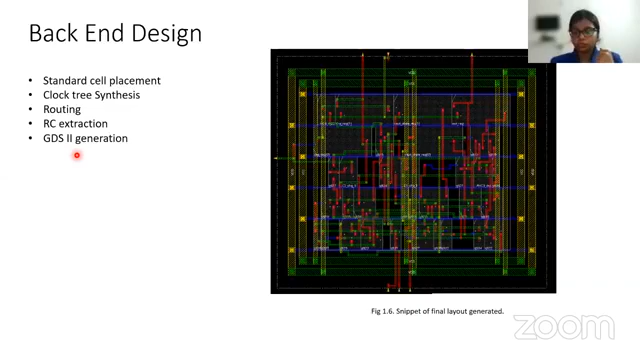 Back End Design
• Standard cell placement
• Clock tree Synthesis
• Routing
• RC extraction
• GDS II generation
Fig 1.6. Snippet of final layout generated.
zoom